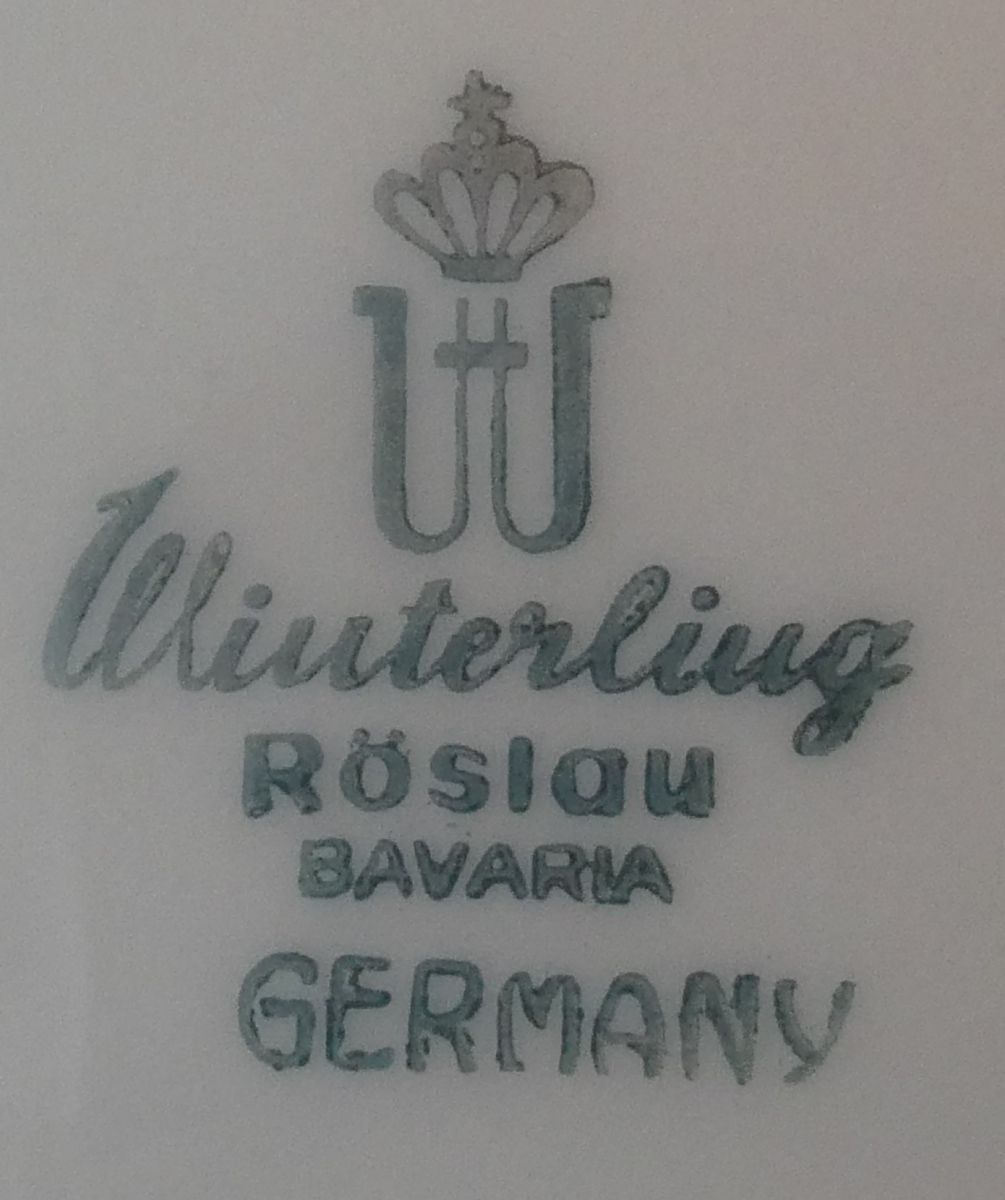 W
Winterling
Röslau
BAVARIA
GERMANY